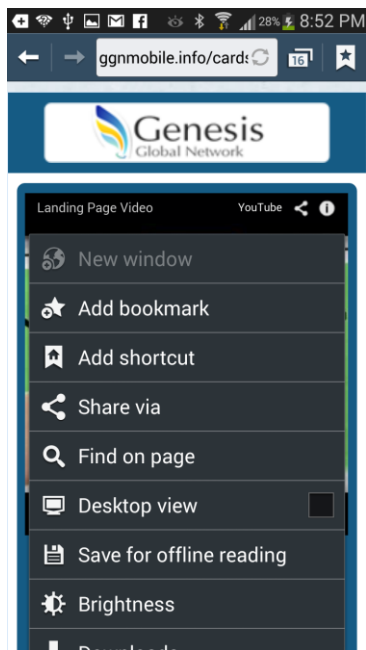 28% 8:52 PM
ggnmobile.info/cards
16
Genesis
Global Network
Landing Page Video YouTube
New window
Add bookmark
Add shortcut
Share via
Find on page
Desktop view
Save for offline reading
Brightness
Downloads